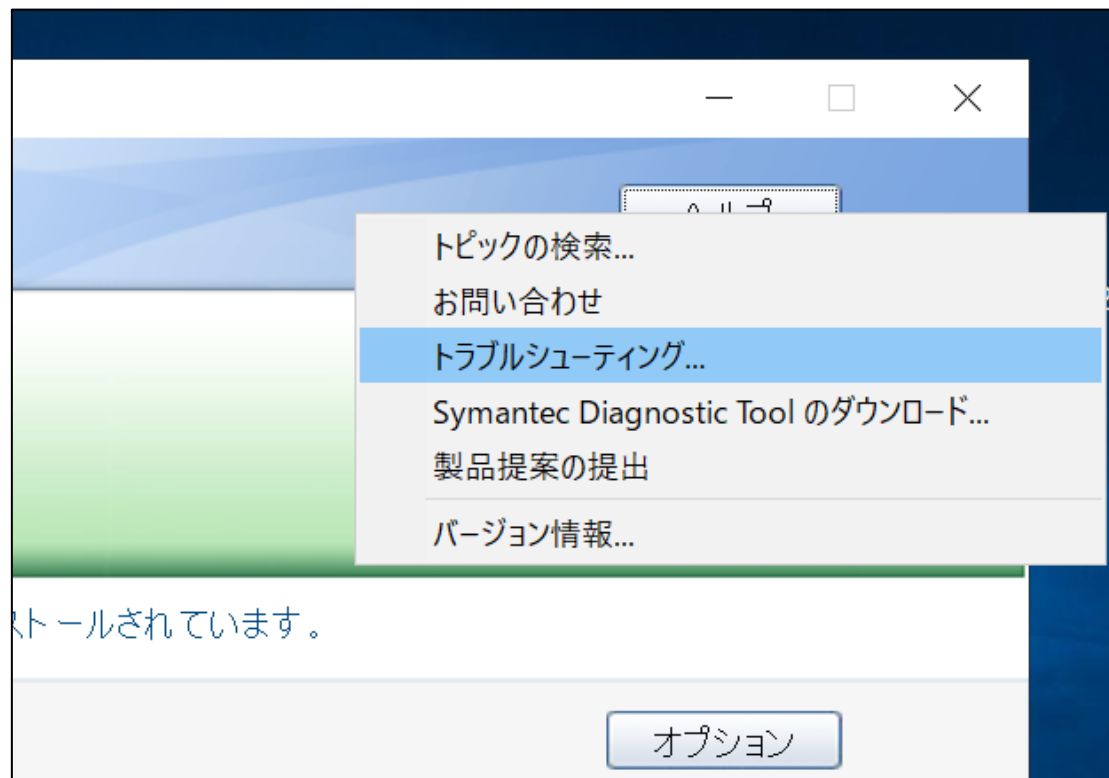 ヘルプ
トピックの検索...
お問い合わせ
トラブルシューティング...
Symantec Diagnostic Tool のダウンロード...
製品提案の提出
バージョン情報...
ストールされています。
オプション